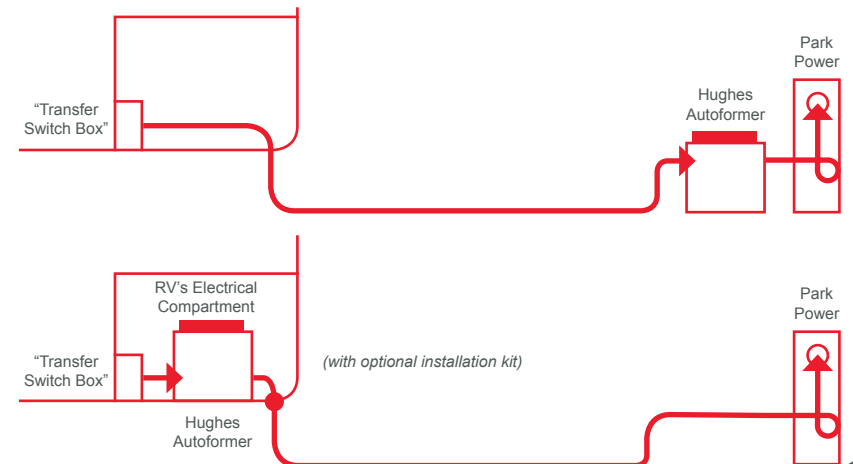 Park
Power
Hughes
Autoformer
“Transfer
Switch Box”
RV's Electrical
Compartment
Park
Power
(with optional installation kit)
“Transfer
Switch Box”
Hughes
Autoformer